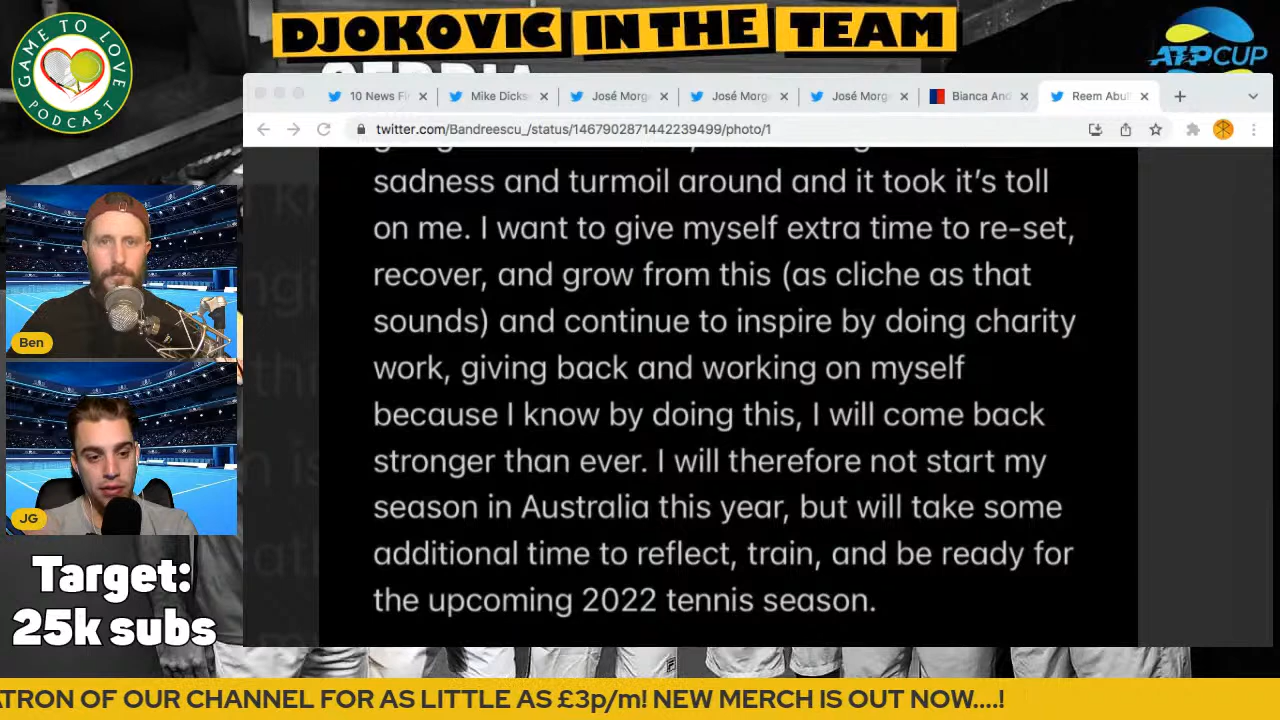 DJOKOVIC IN THE TEAM
SERBIA
GAME TO LOVE
PODCAST
ATP CUP
10 News Fi
Mike Dicks
José Morg
José Morg
José Morg
Bianca And
Reem Abul
twitter.com/Bandreescu_/status/1467902871442239499/photo/1
sadness and turmoil around and it took it’s toll
on me. I want to give myself extra time to re-set,
recover, and grow from this (as cliche as that
sounds) and continue to inspire by doing charity
work, giving back and working on myself
because I know by doing this, I will come back
stronger than ever. I will therefore not start my
season in Australia this year, but will take some
additional time to reflect, train, and be ready for
the upcoming 2022 tennis season.
Ben
JG
Target:
25k subs
TRON OF OUR CHANNEL FOR AS LITTLE AS £3p/m! NEW MERCH IS OUT NOW....!